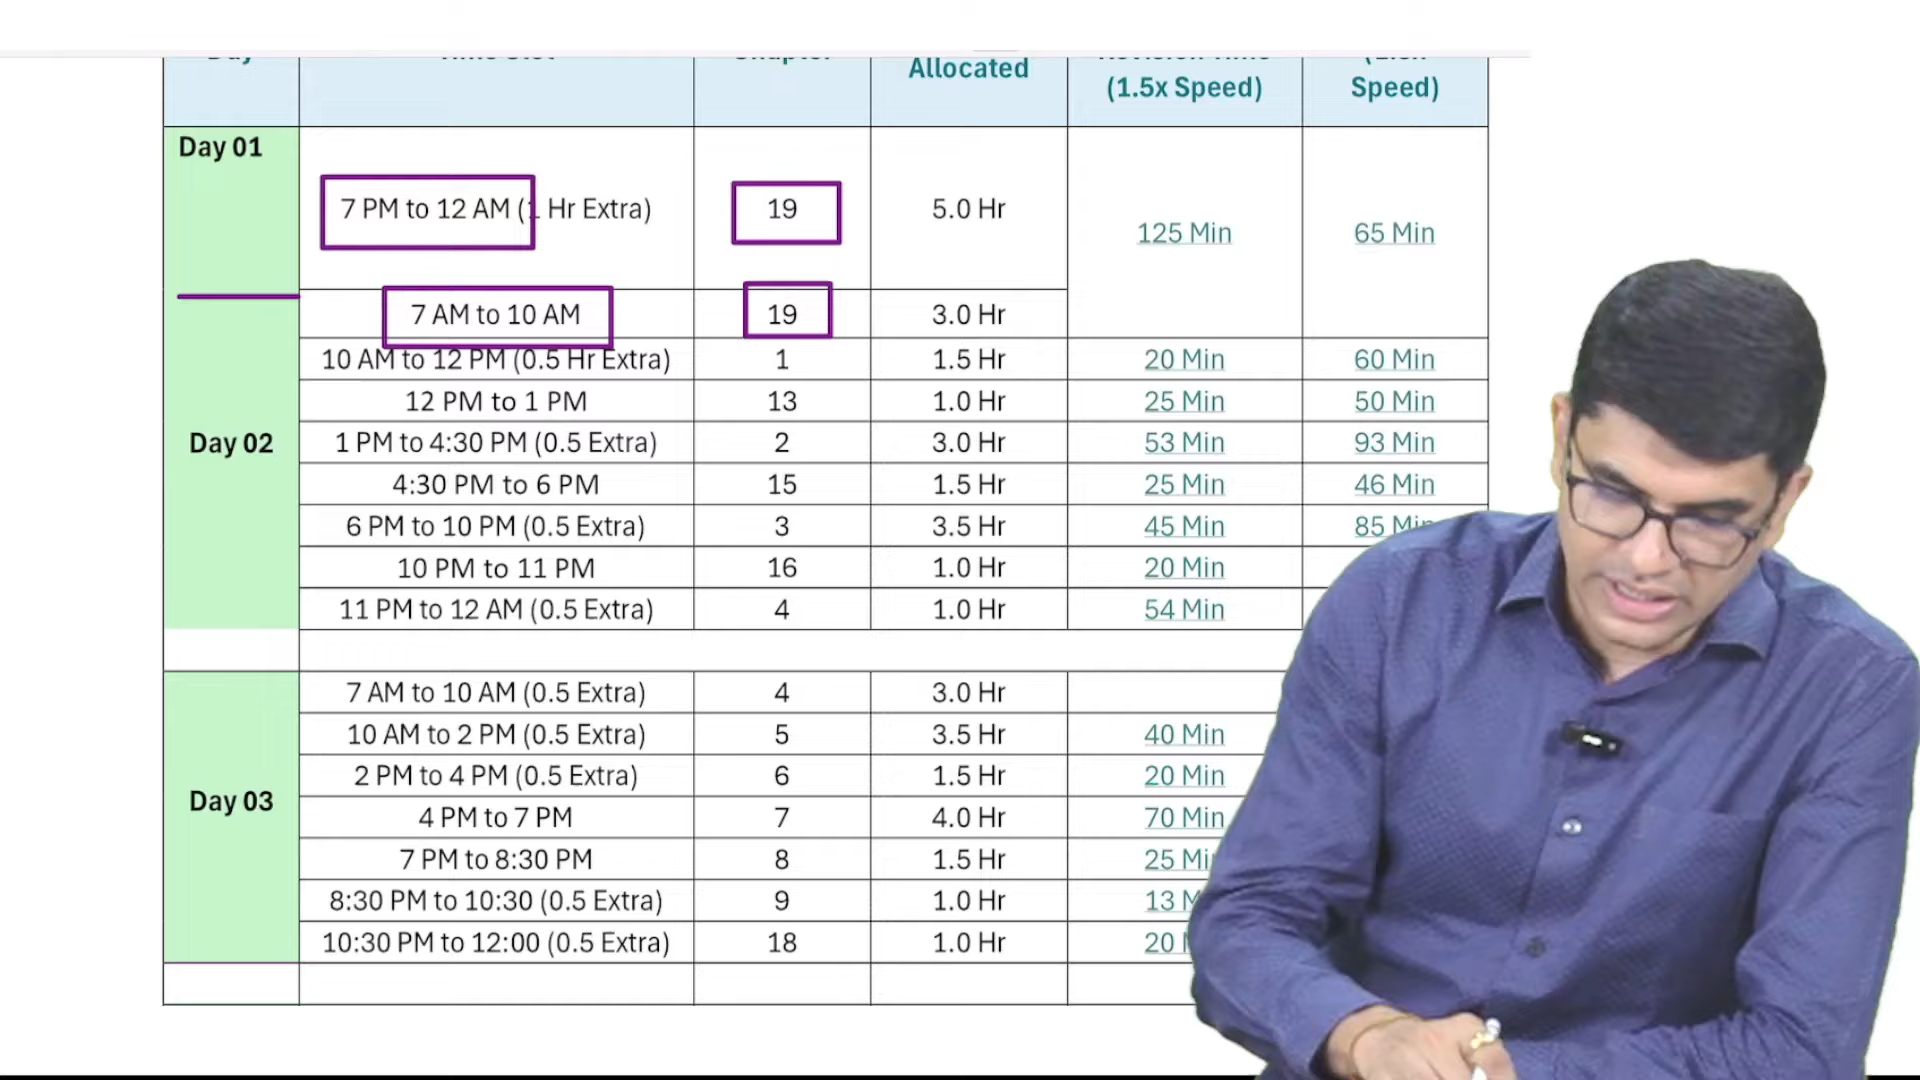 Day Time Slot Chapter Allocated Revision Time (1.5x Speed) Speed)
Day 01
7 PM to 12 AM (1 Hr Extra) 19 5.0 Hr 125 Min 65 Min
7 AM to 10 AM 19 3.0 Hr
10 AM to 12 PM (0.5 Hr Extra) 1 1.5 Hr 20 Min 60 Min
12 PM to 1 PM 13 1.0 Hr 25 Min 50 Min
Day 02 1 PM to 4:30 PM (0.5 Extra) 2 3.0 Hr 53 Min 93 Min
4:30 PM to 6 PM 15 1.5 Hr 25 Min 46 Min
6 PM to 10 PM (0.5 Extra) 3 3.5 Hr 45 Min 85 Min
10 PM to 11 PM 16 1.0 Hr 20 Min
11 PM to 12 AM (0.5 Extra) 4 1.0 Hr 54 Min
7 AM to 10 AM (0.5 Extra) 4 3.0 Hr
10 AM to 2 PM (0.5 Extra) 5 3.5 Hr 40 Min
2 PM to 4 PM (0.5 Extra) 6 1.5 Hr 20 Min
Day 03 4 PM to 7 PM 7 4.0 Hr 70 Min
7 PM to 8:30 PM 8 1.5 Hr 25 Min
8:30 PM to 10:30 (0.5 Extra) 9 1.0 Hr 13 M
10:30 PM to 12:00 (0.5 Extra) 18 1.0 Hr 20